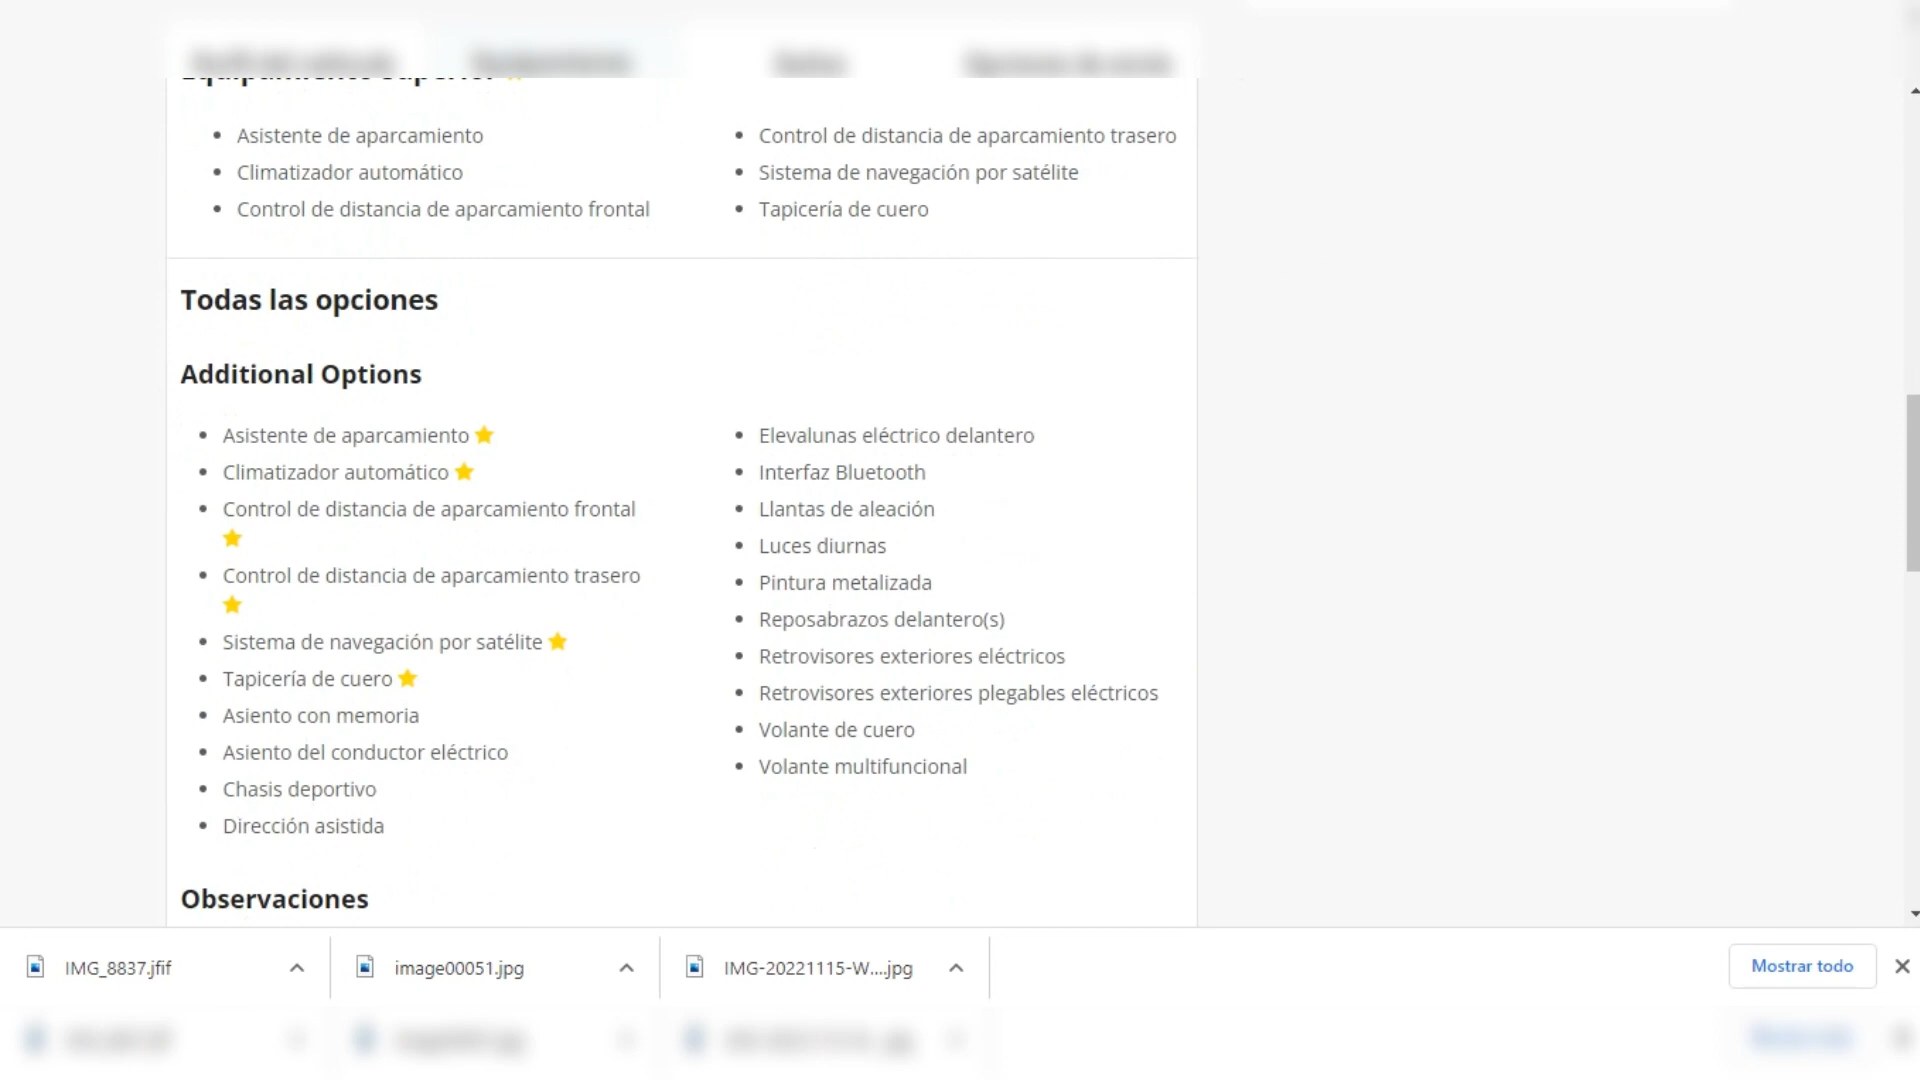 Asistente de aparcamiento
Climatizador automático
Control de distancia de aparcamiento frontal
Control de distancia de aparcamiento trasero
Sistema de navegación por satélite
Tapicería de cuero
Todas las opciones
Additional Options
Asistente de aparcamiento
Climatizador automático
Control de distancia de aparcamiento frontal
Control de distancia de aparcamiento trasero
Sistema de navegación por satélite
Tapicería de cuero
Asiento con memoria
Asiento del conductor eléctrico
Chasis deportivo
Dirección asistida
Elevalunas eléctrico delantero
Interfaz Bluetooth
Llantas de aleación
Luces diurnas
Pintura metalizada
Reposabrazos delantero(s)
Retrovisores exteriores eléctricos
Retrovisores exteriores plegables eléctricos
Volante de cuero
Volante multifuncional
Observaciones
IMG_8837.jfif
image00051.jpg
IMG-20221115-W....jpg
Mostrar todo